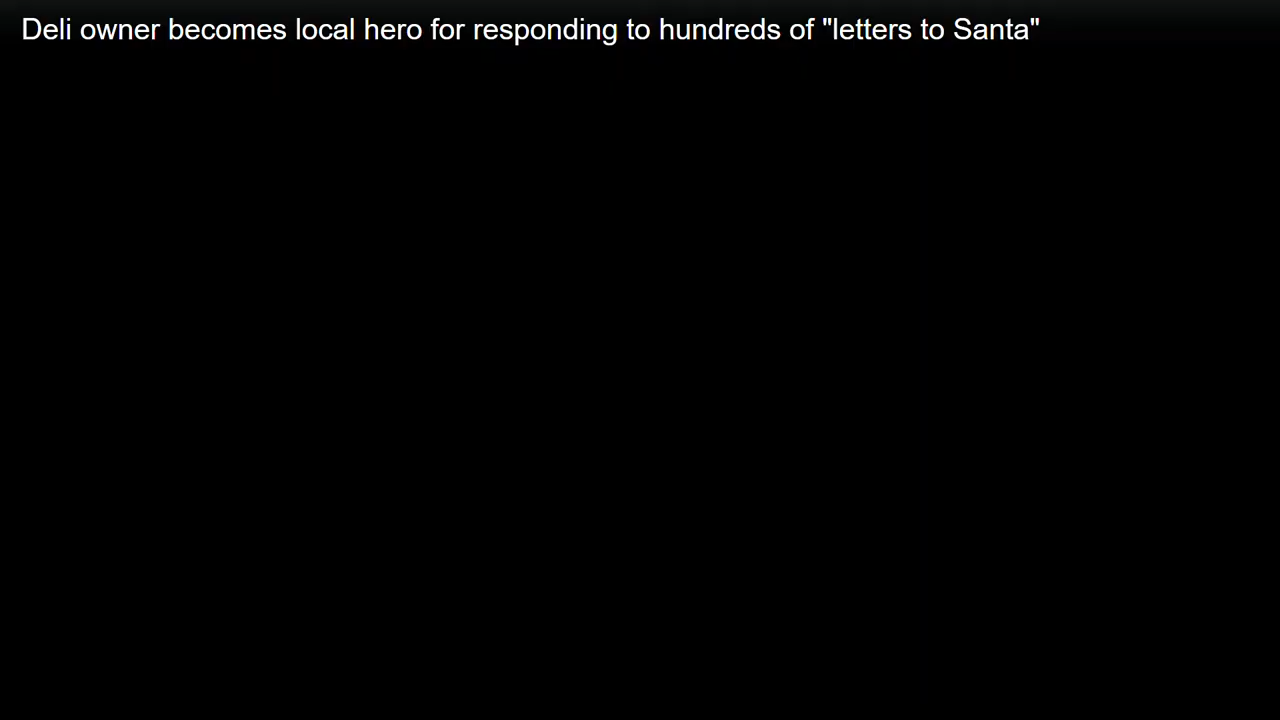 Deli owner becomes local hero for responding to hundreds of "letters to Santa"